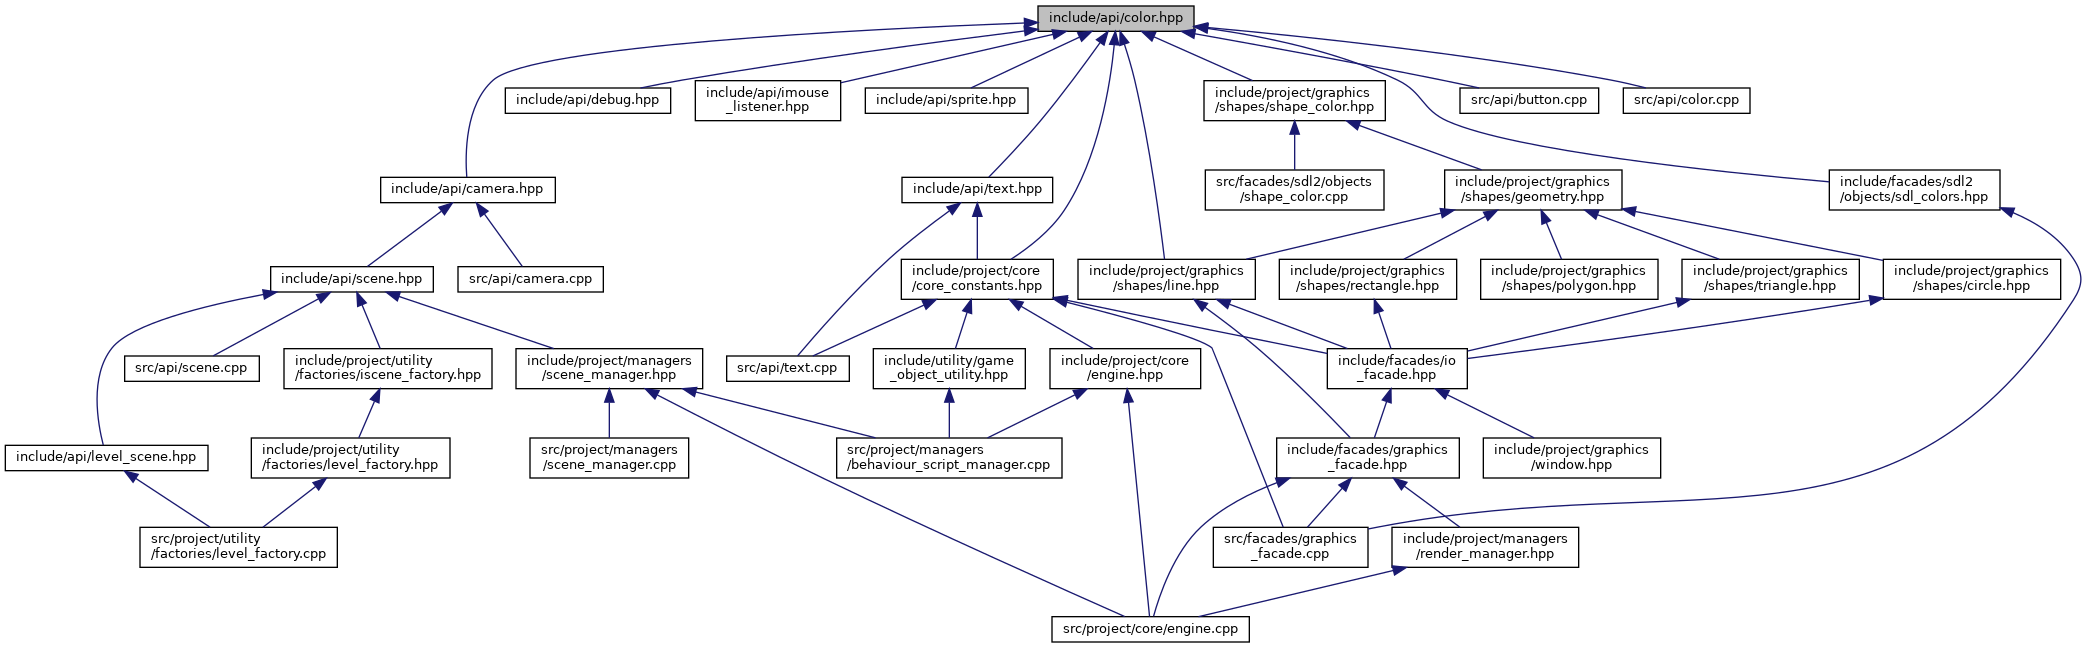 include/api/color.hpp
include/api/debug.hpp
include/api/imouse
_listener.hpp
include/api/sprite.hpp
include/project/graphics
/shapes/shape_color.hpp
src/api/button.cpp
src/api/color.cpp
include/api/camera.hpp
include/api/text.hpp
src/facades/sdl2/objects
/shape_color.cpp
include/project/graphics
/shapes/geometry.hpp
include/facades/sdl2
/objects/sdl_colors.hpp
include/api/scene.hpp
src/api/camera.cpp
include/project/core
/core_constants.hpp
include/project/graphics
/shapes/line.hpp
include/project/graphics
/shapes/rectangle.hpp
include/project/graphics
/shapes/polygon.hpp
include/project/graphics
/shapes/triangle.hpp
include/project/graphics
/shapes/circle.hpp
src/api/scene.cpp
include/project/utility
/factories/iscene_factory.hpp
include/project/managers
/scene_manager.hpp
src/api/text.cpp
include/utility/game
_object_utility.hpp
include/project/core
/engine.hpp
include/facades/io
_facade.hpp
include/api/level_scene.hpp
include/project/utility
/factories/level_factory.hpp
src/project/managers
/scene_manager.cpp
src/project/managers
/behaviour_script_manager.cpp
include/facades/graphics
_facade.hpp
include/project/graphics
/window.hpp
src/project/utility
/factories/level_factory.cpp
src/facades/graphics
_facade.cpp
include/project/managers
/render_manager.hpp
src/project/core/engine.cpp